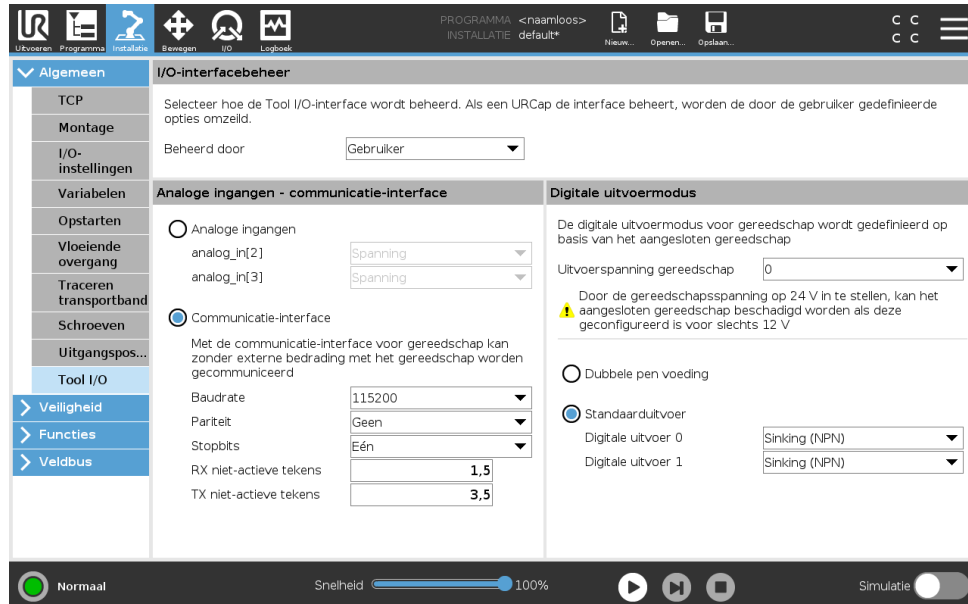 UR
PROGRAMMA <naamloos>
INSTALLATIE default*
Uitvoeren Programma Installatie Bewegen I/O Logboek
Nieuw... Openen... Opslaan...
C C
C C
Algemeen
TCP
Montage
I/O-
instellingen
Variabelen
Opstarten
Vloeiende
overgang
Traceren
transportband
Schroeven
Uitgangspos...
Tool I/O
Veiligheid
Functies
Veldbus
I/O-interfacebeheer
Selecteer hoe de Tool I/O-interface wordt beheerd. Als een URCap de interface beheert, worden de door de gebruiker gedefinieerde
opties omzeild.
Beheerd door Gebruiker
Analoge ingangen - communicatie-interface
Analoge ingangen
analog_in[2] Spanning
analog_in[3] Spanning
Communicatie-interface
Met de communicatie-interface voor gereedschap kan
zonder externe bedrading met het gereedschap worden
gecommuniceerd
Baudrate 115200
Pariteit Geen
Stopbits Eén
RX niet-actieve tekens 1,5
TX niet-actieve tekens 3,5
Digitale uitvoermodus
De digitale uitvoermodus voor gereedschap wordt gedefinieerd op
basis van het aangesloten gereedschap
Uitvoerspanning gereedschap 0
Door de gereedschapsspanning op 24 V in te stellen, kan het
aangesloten gereedschap beschadigd worden als deze
geconfigureerd is voor slechts 12 V
Dubbele pen voeding
Standaarduitvoer
Digitale uitvoer 0 Sinking (NPN)
Digitale uitvoer 1 Sinking (NPN)
Normaal
Snelheid 100%
Simulatie